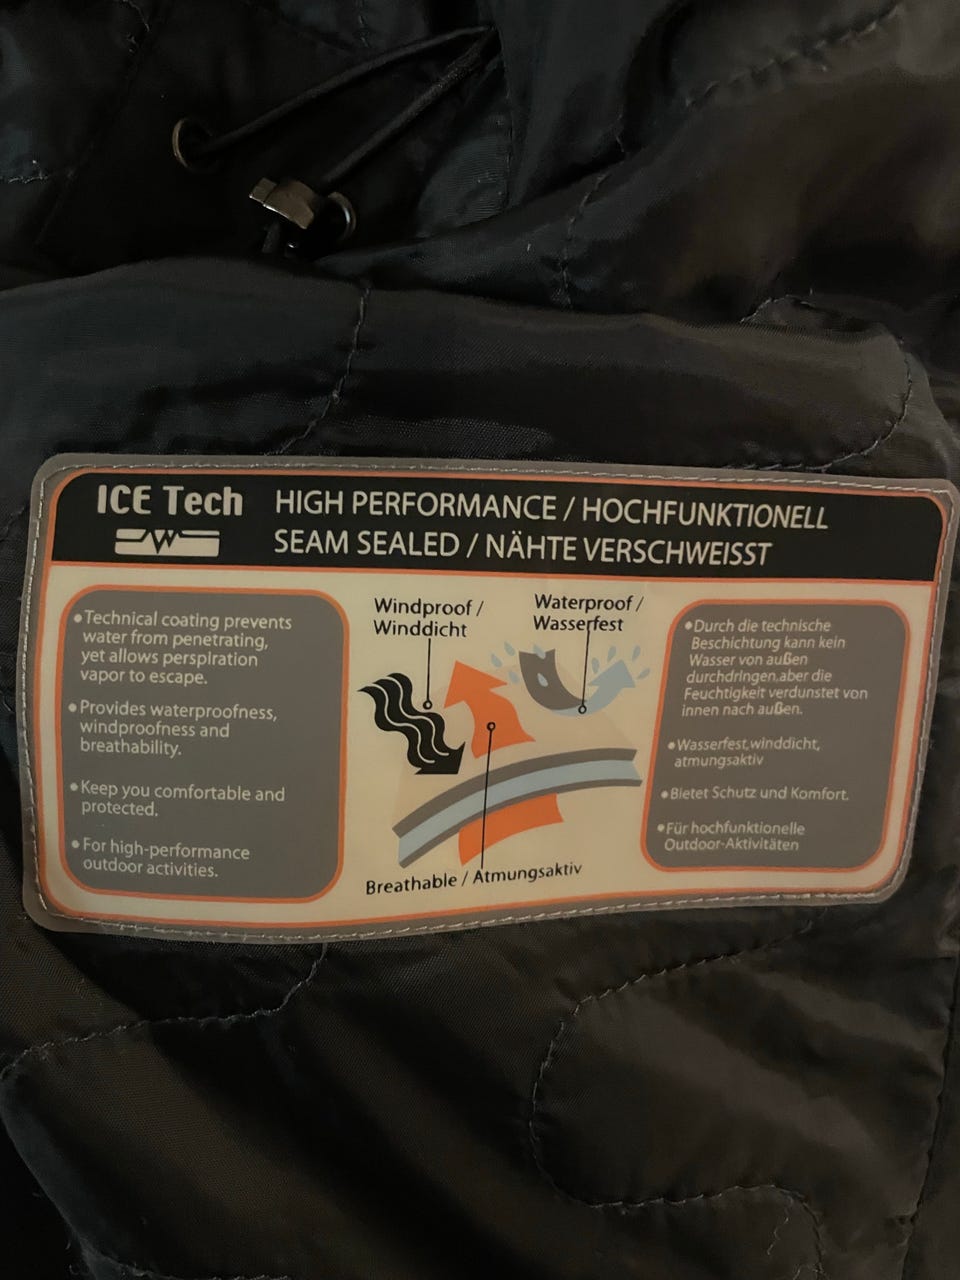 ICE Tech
HIGH PERFORMANCE / HOCHFUNKTIONELL
SEAM SEALED / NÄHTE VERSCHWEISST
•Technical coating prevents
water from penetrating,
yet allows perspiration
vapor to escape.
•Provides waterproofness,
windproofness and
breathability.
•Keep you comfortable and
protected.
•For high-performance
outdoor activities.
Windproof /
Winddicht
Waterproof /
Wasserfest
Breathable / Atmungsaktiv
•Durch die technische
Beschichtung kann kein
Wasser von außen
durchdringen,aber die
Feuchtigkeit verdunstet von
innen nach außen.
•Wasserfest,winddicht,
atmungsaktiv
•Bietet Schutz und Komfort.
•Für hochfunktionelle
Outdoor-Aktivitäten